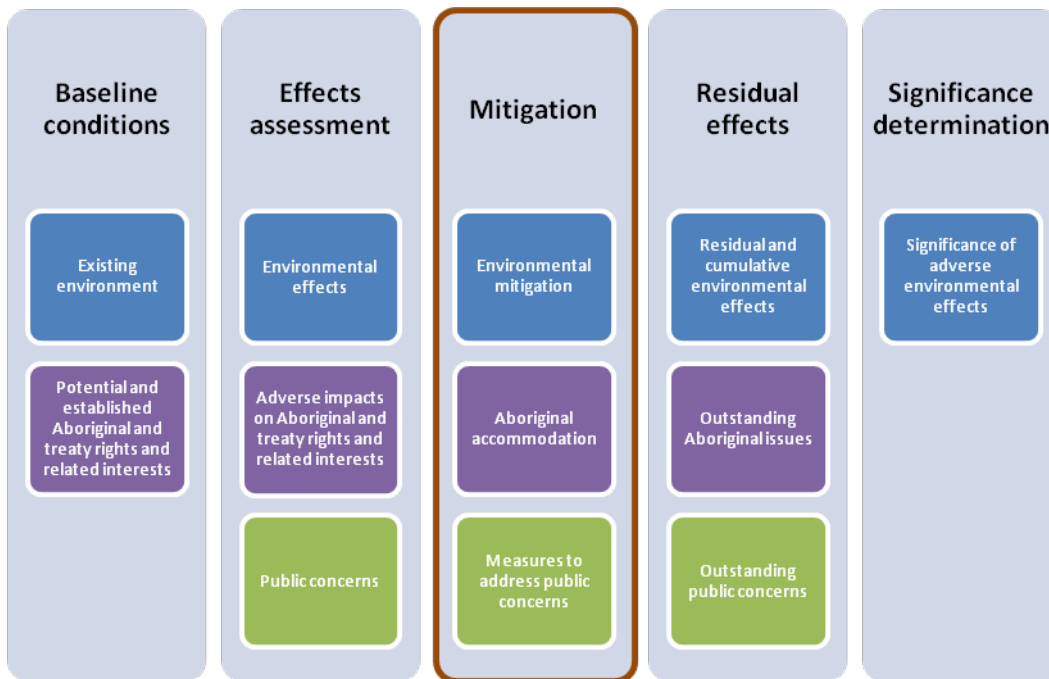 Baseline
conditions
Existing
environment
Potential and
established
Aboriginal and
treaty rights and
related interests
Effects
assessment
Environmental
effects
Adverse impacts
on Aboriginal and
treaty rights and
related interests
Public concerns
Mitigation
Environmental
mitigation
Aboriginal
accommodation
Measures to
address public
concerns
Residual
effects
Residual and
cumulative
environmental
effects
Outstanding
Aboriginal issues
Outstanding
public concerns
Significance
determination
Significance of
adverse
environmental
effects